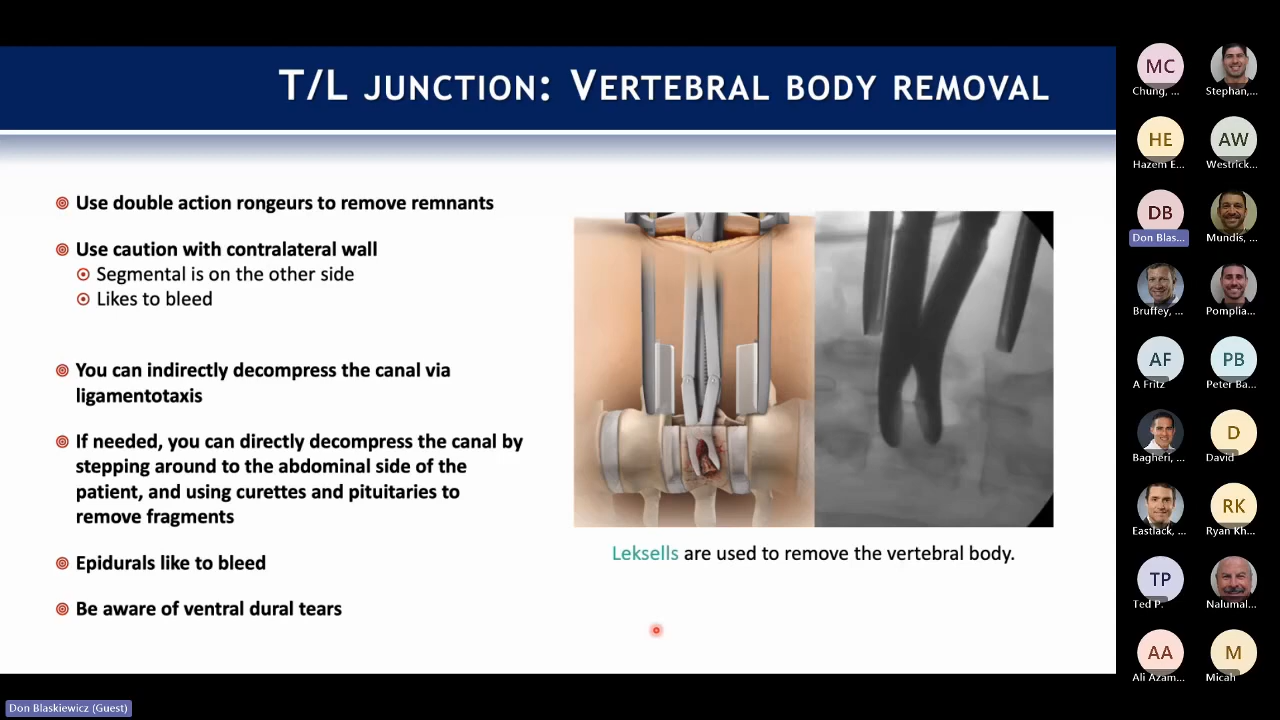 T/L JUNCTION: VERTEBRAL BODY REMOVAL
Use double action rongeurs to remove remnants
Use caution with contralateral wall
Segmental is on the other side
Likes to bleed
You can indirectly decompress the canal via
ligamentotaxis
If needed, you can directly decompress the canal by
stepping around to the abdominal side of the
patient, and using curettes and pituitaries to
remove fragments
Epidurals like to bleed
Be aware of ventral dural tears
Leksells are used to remove the vertebral body.
MC
Chung, ...
Stephan,...
HE
Hazem E...
AW
Westrick...
DB
Don Blas...
Mundis, ...
Bruffey, ...
Pomplia...
AF
A Fritz
PB
Peter Ba...
Bagheri, ...
D
David
Eastlack, ...
RK
Ryan Kh...
TP
Ted P.
Nalumal...
AA
Ali Azam...
M
Micah
Don Blaskiewicz (Guest)